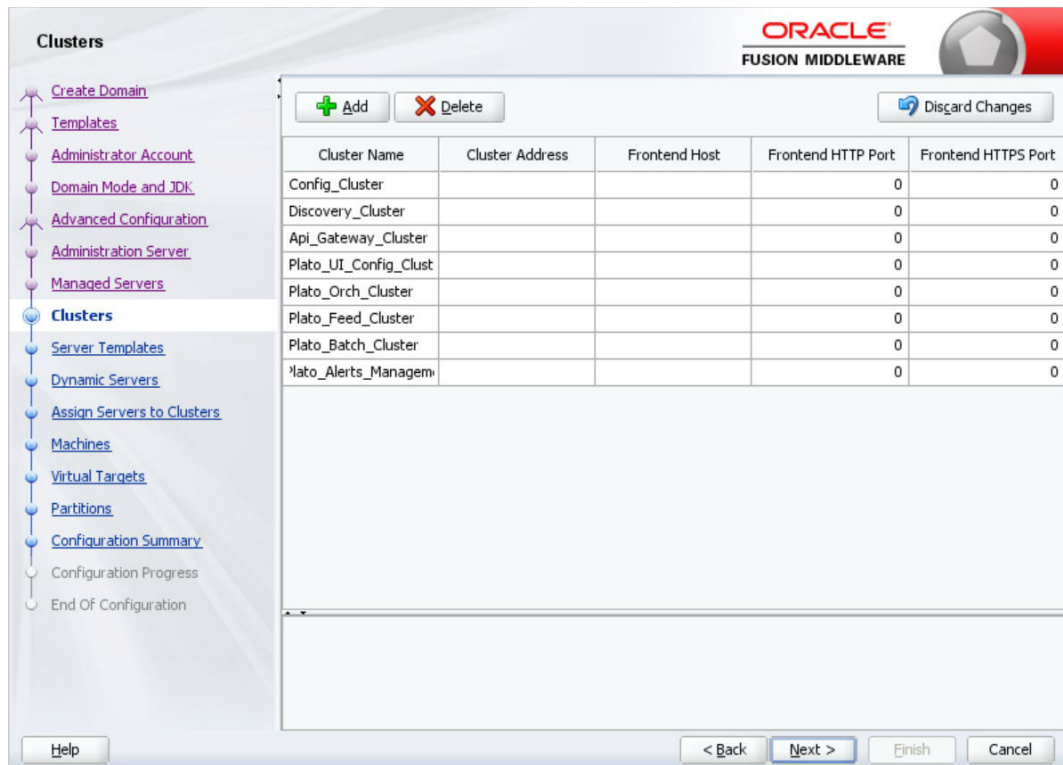 Clusters
ORACLE
FUSION MIDDLEWARE
Create Domain
Templates
Administrator Account
Domain Mode and JDK
Advanced Configuration
Administration Server
Managed Servers
Clusters
Server Templates
Dynamic Servers
Assign Servers to Clusters
Machines
Virtual Targets
Partitions
Configuration Summary
Configuration Progress
End Of Configuration
Add Delete Discard Changes
Cluster Name Cluster Address Frontend Host Frontend HTTP Port Frontend HTTPS Port
Config_Cluster 0 0
Discovery_Cluster 0 0
Api_Gateway_Cluster 0 0
Plato_UI_Config_Clust 0 0
Plato_Orch_Cluster 0 0
Plato_Feed_Cluster 0 0
Plato_Batch_Cluster 0 0
Plato_Alerts_Managem 0 0
Help < Back Next > Finish Cancel